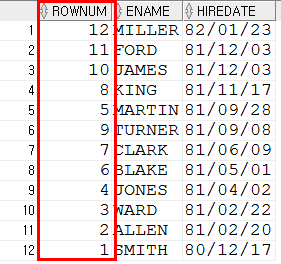 ROWNUM ENAME HIREDATE
1 12 MILLER 82/01/23
2 11 FORD 81/12/03
3 10 JAMES 81/12/03
4 8 KING 81/11/17
5 5 MARTIN 81/09/28
6 9 TURNER 81/09/08
7 7 CLARK 81/06/09
8 6 BLAKE 81/05/01
9 4 JONES 81/04/02
10 3 WARD 81/02/22
11 2 ALLEN 81/02/20
12 1 SMITH 80/12/17